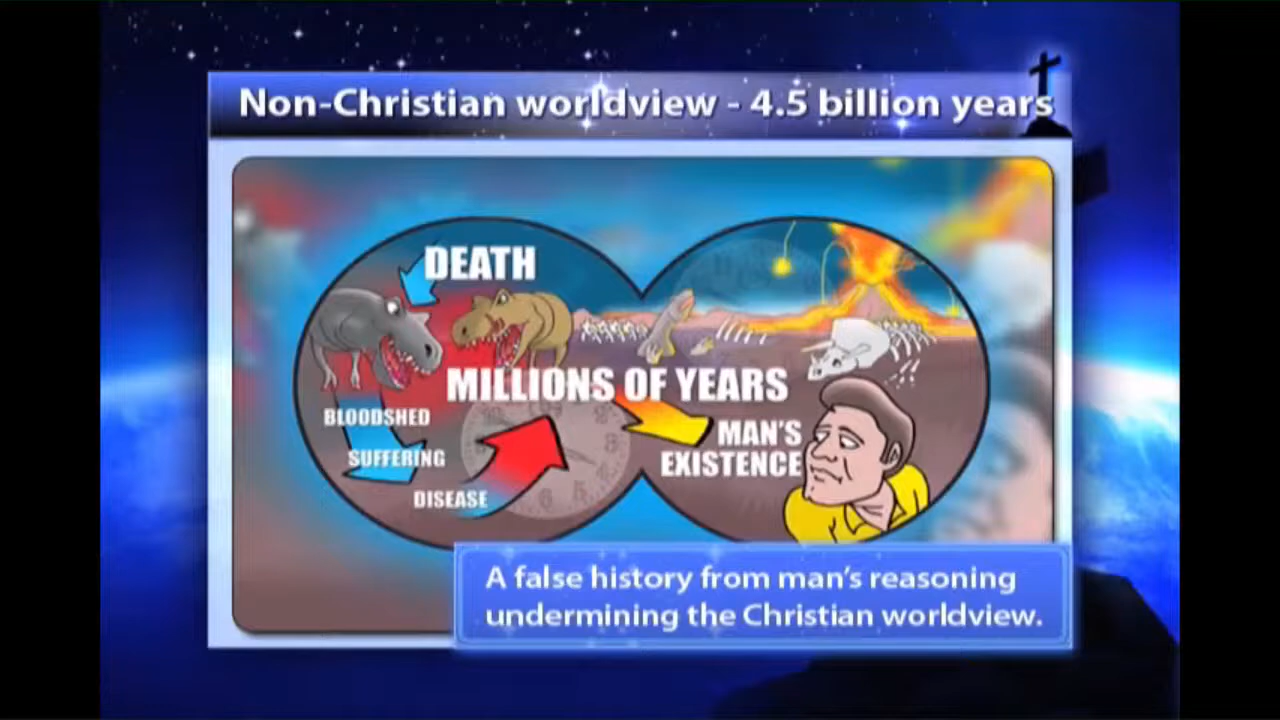 Non-Christian worldview - 4.5 billion years
DEATH
MILLIONS OF YEARS
BLOODSHED
SUFFERING
DISEASE
MAN'S
EXISTENCE
A false history from man's reasoning
undermining the Christian worldview.